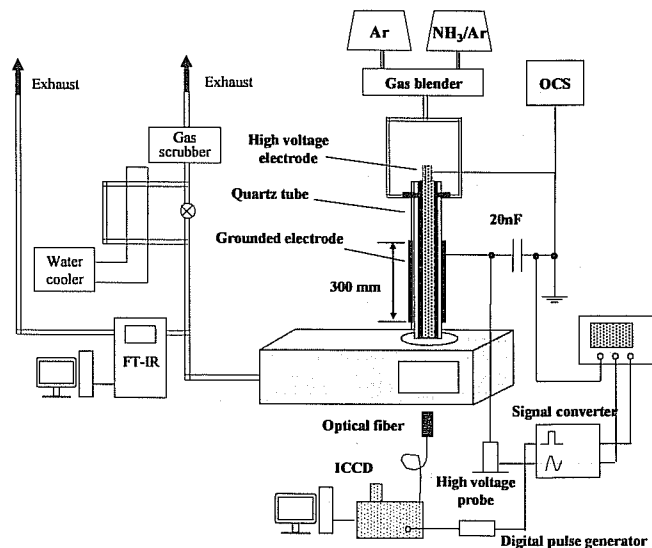 Ar
NH3/Ar
Gas blender
OCS
Exhaust
Exhaust
Gas
scrubber
High voltage
electrode
Quartz tube
20nF
Grounded electrode
Water
cooler
300 mm
FT-IR
Optical fiber
Signal converter
ICCD
High voltage
probe
Digital pulse generator